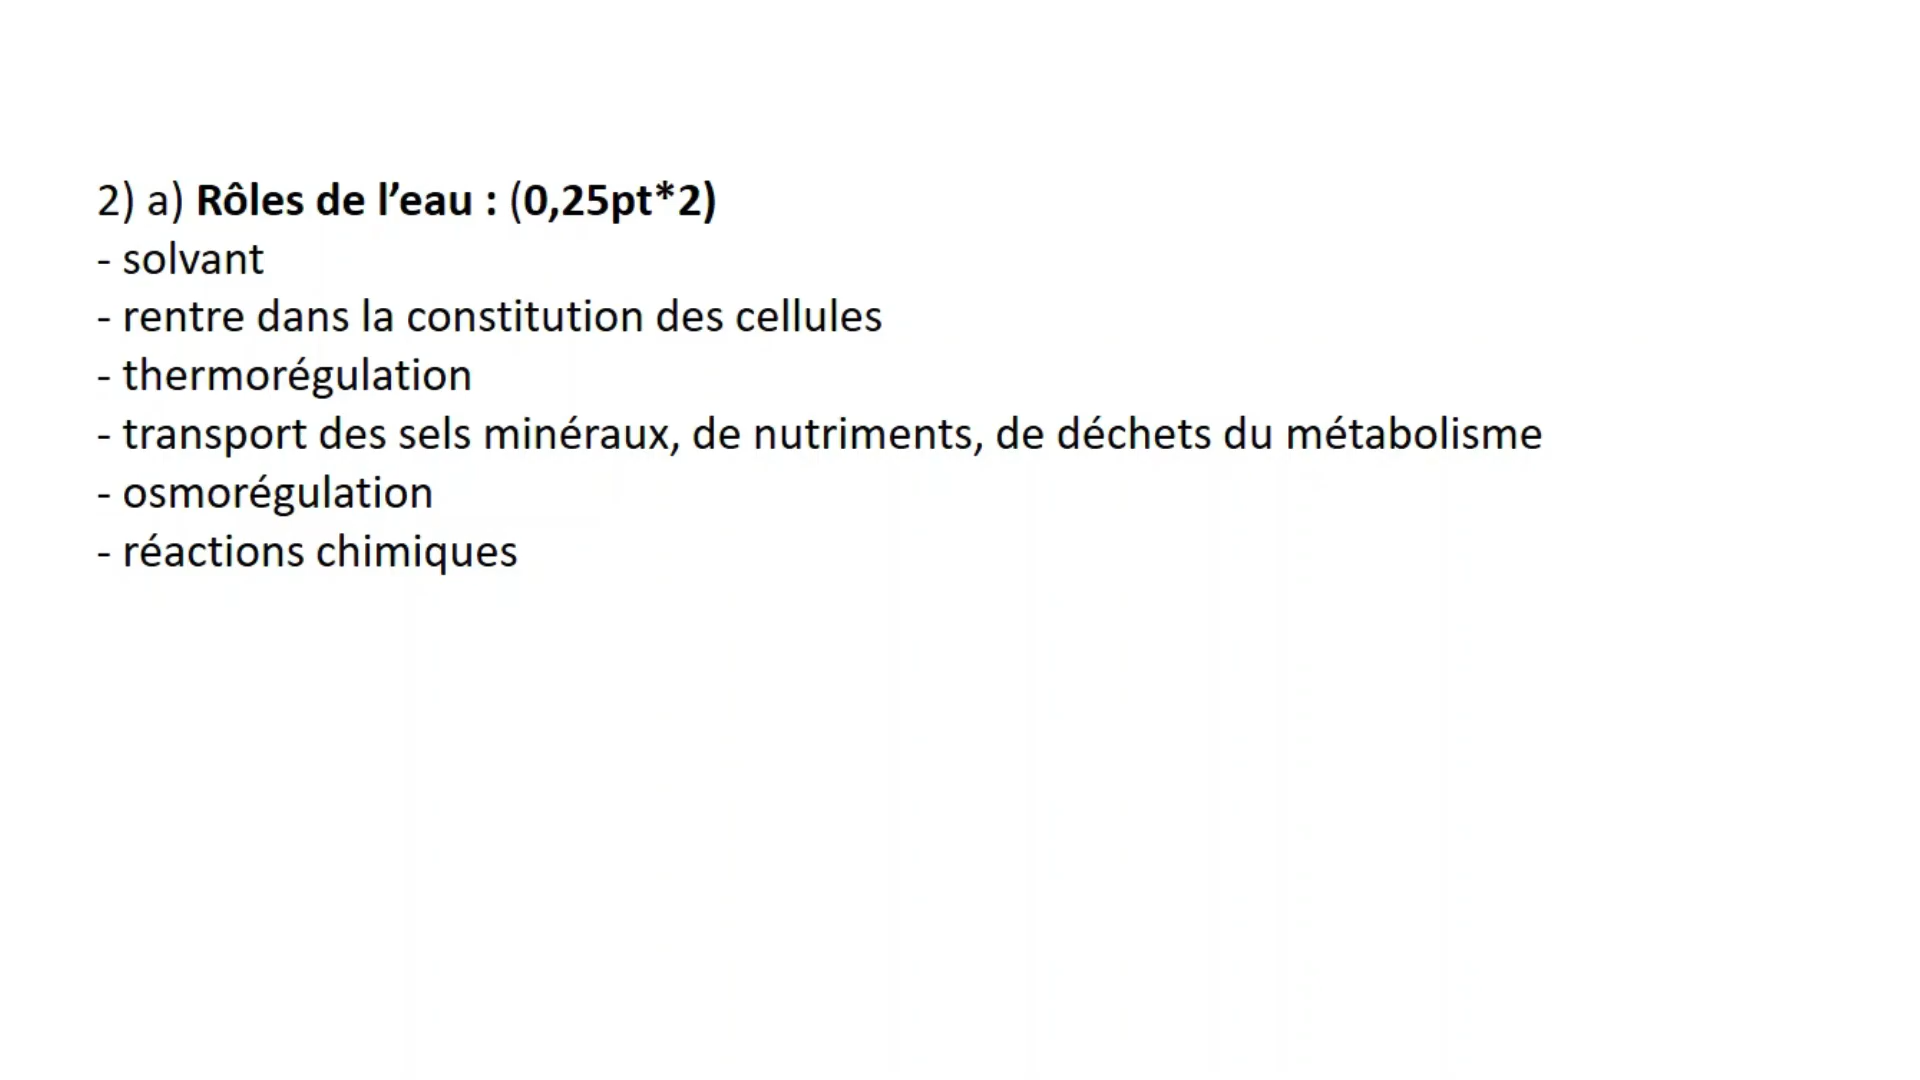 2) a) Rôles de l’eau : (0,25pt*2)
- solvant
- rentre dans la constitution des cellules
- thermorégulation
- transport des sels minéraux, de nutriments, de déchets du métabolisme
- osmorégulation
- réactions chimiques